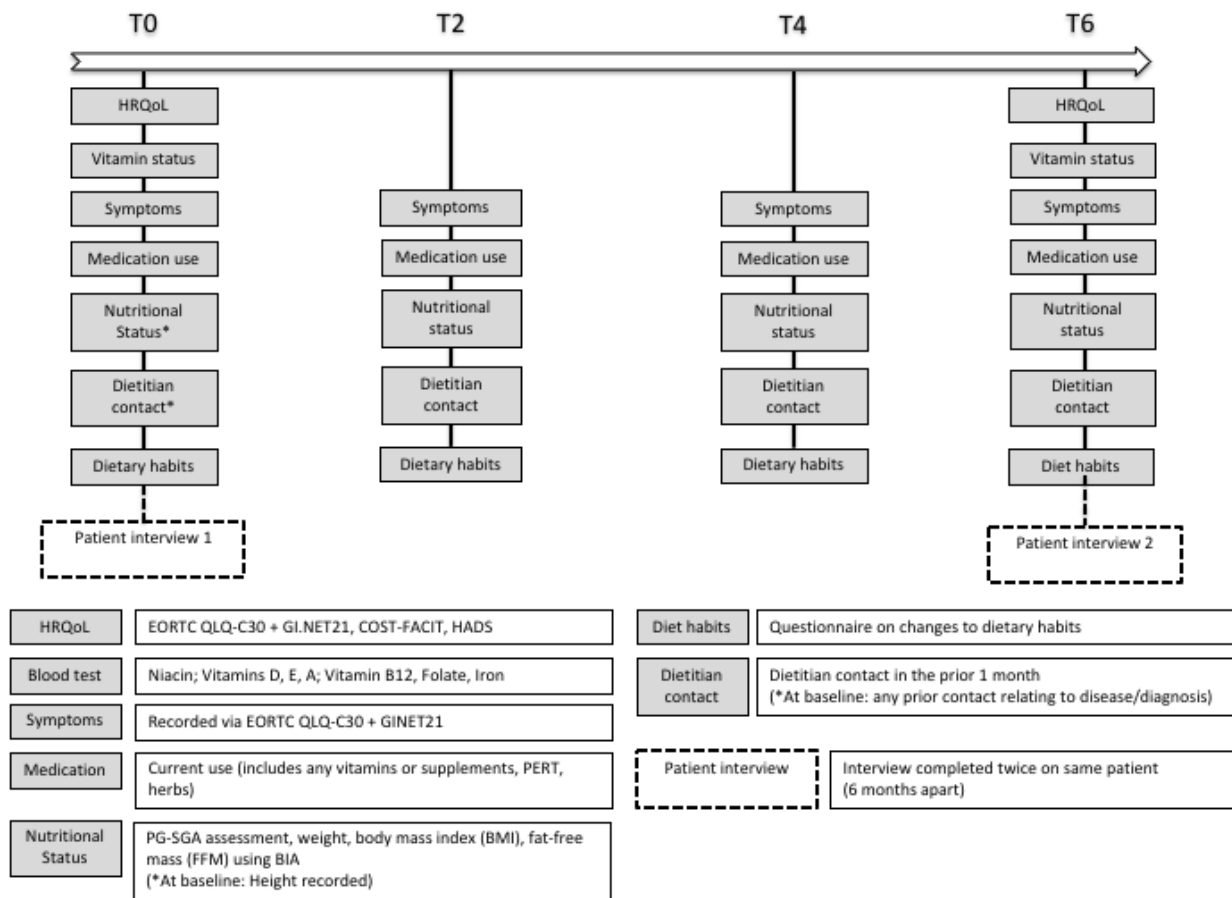 T0
T2
T4
T6
HRQoL
Vitamin status
Symptoms
Medication use
Nutritional
Status*
Dietitian
contact*
Dietary habits
Patient interview 1
Symptoms
Medication use
Nutritional
status
Dietitian
contact
Dietary habits
Symptoms
Medication use
Nutritional
status
Dietitian
contact
Dietary habits
HRQoL
Vitamin status
Symptoms
Medication use
Nutritional
status
Dietitian
contact
Diet habits
Patient interview 2
HRQoL
EORTC QLQ-C30 + GI.NET21, COST-FACIT, HADS
Blood test
Niacin; Vitamins D, E, A; Vitamin B12, Folate, Iron
Symptoms
Recorded via EORTC QLQ-C30 + GINET21
Medication
Current use (includes any vitamins or supplements, PERT,
herbs)
Nutritional
Status
PG-SGA assessment, weight, body mass index (BMI), fat-free
mass (FFM) using BIA
(*At baseline: Height recorded)
Diet habits
Questionnaire on changes to dietary habits
Dietitian
contact
Dietitian contact in the prior 1 month
(*At baseline: any prior contact relating to disease/diagnosis)
Patient interview
Interview completed twice on same patient
(6 months apart)